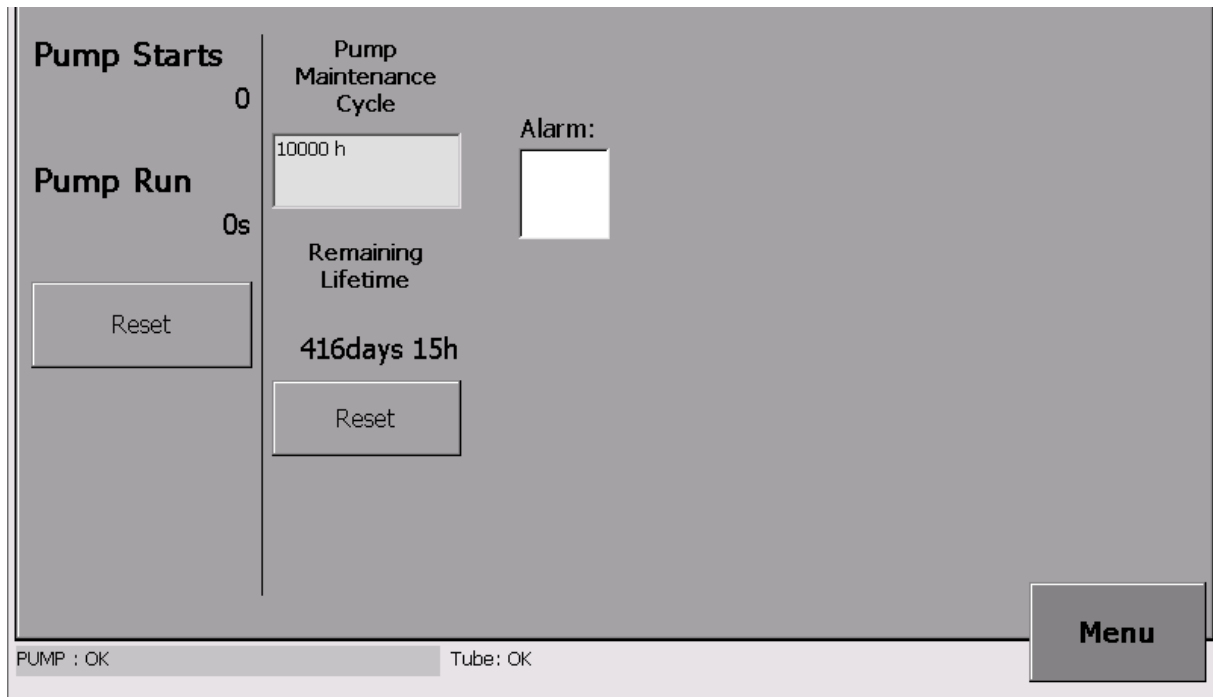 Pump Starts
0
Pump Run
0s
Reset
Pump
Maintenance
Cycle
10000 h
Remaining
Lifetime
416days 15h
Reset
Alarm:
Menu
PUMP : OK
Tube: OK